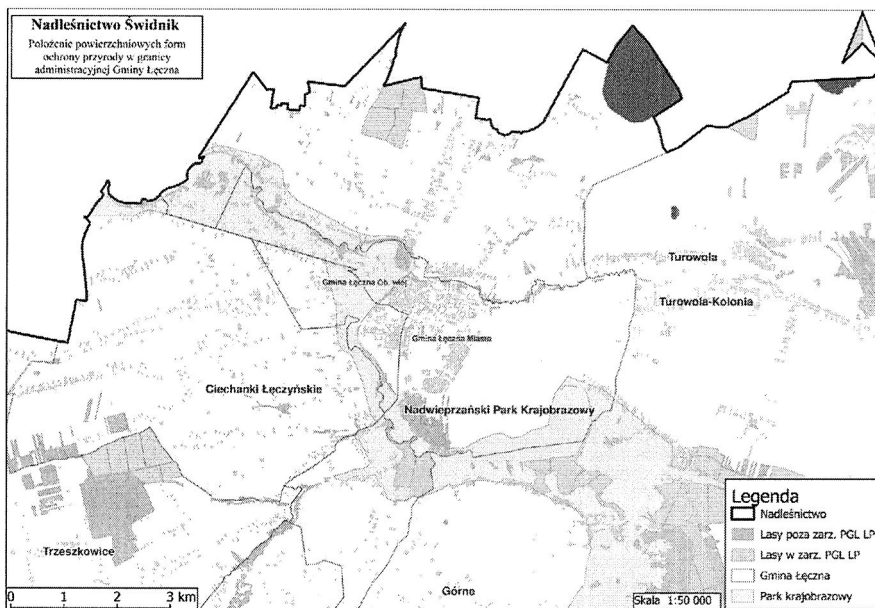 Nadleśnictwo Świdnik
Położenie powierzchniowych form
ochrony przyrody w granicy
administracyjnej Gminy Łęczna
Turowola
Gmina Łęczna Ob. wiej
Turowola-Kolonia
Gmina Łęczna Miasto
Ciechanki Łęczyńskie
Nadwieprzański Park Krajobrazowy
Trzeszkowice
Górne
Legenda
Nadleśnictwo
Lasy poza zarz. PGL LP
Lasy w zarz. PGL LP
Gmina Łęczna
Park krajobrazowy
0 1 2 3 km
Skala 1:50 000